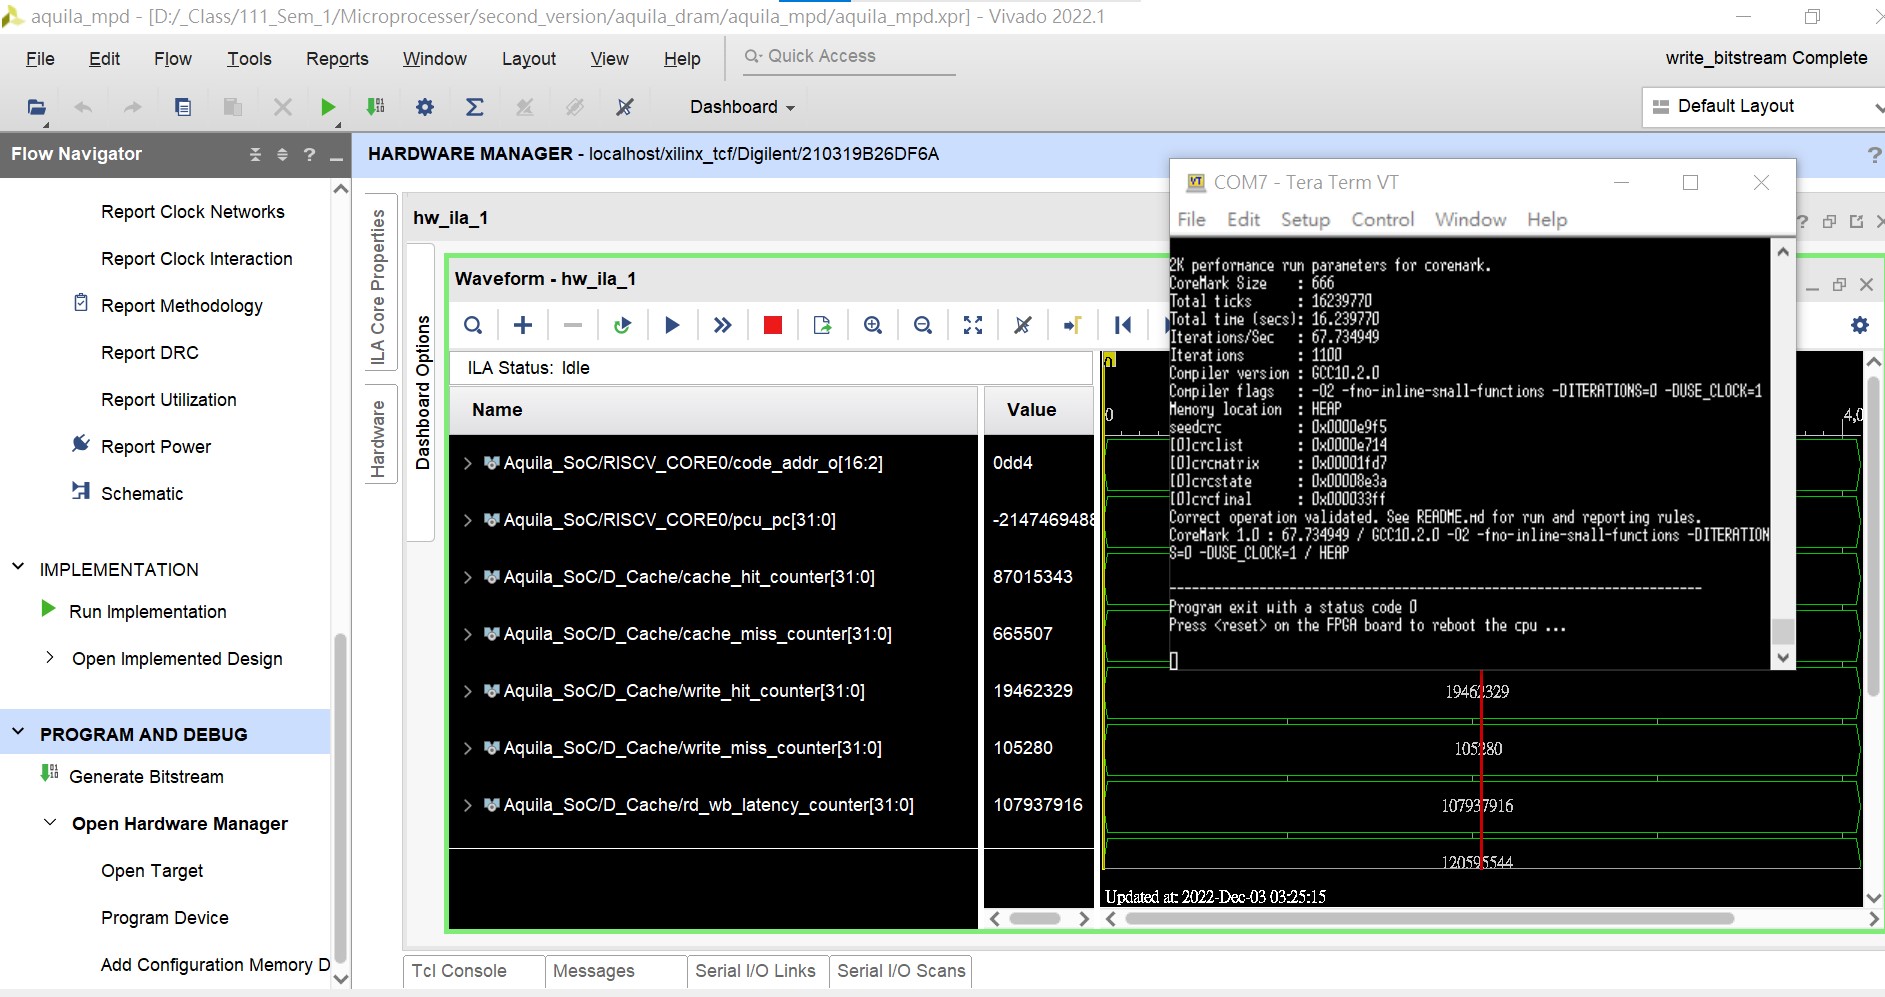 aquila_mpd - [D:/_Class/111_Sem_1/Microprocesser/second_version/aquila_dram/aquila_mpd/aquila_mpd.xpr] - Vivado 2022.1
File Edit Flow Tools Reports Window Layout View Help Quick Access
write_bitstream Complete
Dashboard
Default Layout
Flow Navigator
Report Clock Networks
Report Clock Interaction
Report Methodology
Report DRC
Report Utilization
Report Power
Schematic
IMPLEMENTATION
Run Implementation
Open Implemented Design
PROGRAM AND DEBUG
Generate Bitstream
Open Hardware Manager
Open Target
Program Device
Add Configuration Memory D
HARDWARE MANAGER - localhost/xilinx_tcf/Digilent/210319B26DF6A
ILA Core Properties
Hardware
Dashboard Options
hw_ila_1
Waveform - hw_ila_1
ILA Status: Idle
Name Value
Aquila_SoC/RISCV_CORE0/code_addr_o[16:2] 0dd4
Aquila_SoC/RISCV_CORE0/pcu_pc[31:0] -2147469488
Aquila_SoC/D_Cache/cache_hit_counter[31:0] 87015343
Aquila_SoC/D_Cache/cache_miss_counter[31:0] 665507
Aquila_SoC/D_Cache/write_hit_counter[31:0] 19462329
Aquila_SoC/D_Cache/write_miss_counter[31:0] 105280
Aquila_SoC/D_Cache/rd_wb_latency_counter[31:0] 107937916
0
0
4,0
19462329
105280
107937916
120595544
Updated at: 2022-Dec-03 03:25:15
COM7 - Tera Term VT
File Edit Setup Control Window Help
2K performance run parameters for coremark.
CoreMark Size : 666
Total ticks : 16239770
Total time (secs): 16.239770
Iterations/Sec : 67.734949
Iterations : 1100
Compiler version : GCC10.2.0
Compiler flags : -O2 -fno-inline-small-functions -DITERATIONS=0 -DUSE_CLOCK=1
Memory location : HEAP
seedcrc : 0x0000e9f5
[0]crclist : 0x0000e714
[0]crcmatrix : 0x00001fd7
[0]crcstate : 0x00008e3a
[0]crcfinal : 0x000033ff
Correct operation validated. See README.md for run and reporting rules.
CoreMark 1.0 : 67.734949 / GCC10.2.0 -O2 -fno-inline-small-functions -DITERATION
S=0 -DUSE_CLOCK=1 / HEAP
--------------------------------------------------------------------------------
Program exit with a status code 0
Press <reset> on the FPGA board to reboot the cpu ...
Tcl Console
Messages
Serial I/O Links
Serial I/O Scans